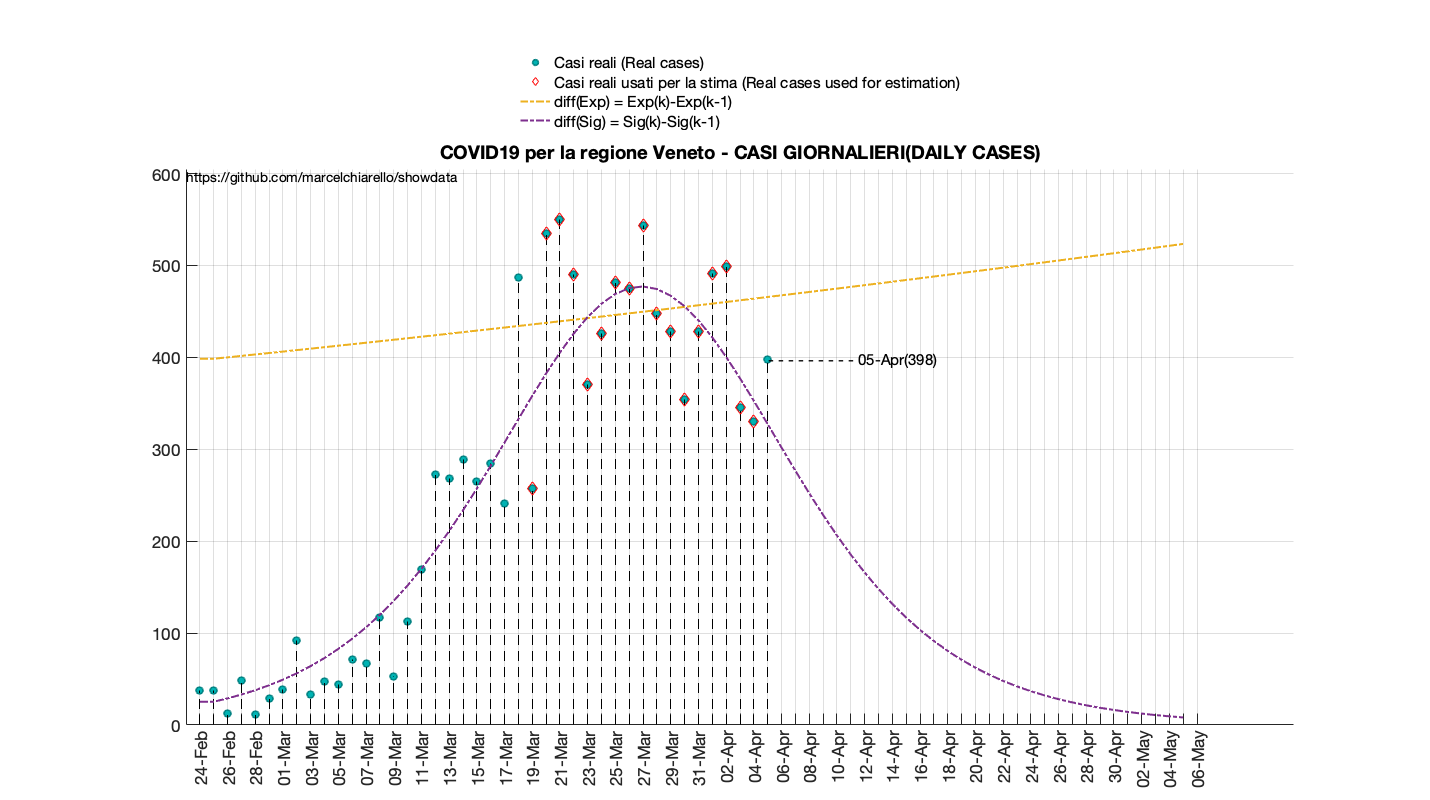 Casi reali (Real cases)
Casi reali usati per la stima (Real cases used for estimation)
diff(Exp) = Exp(k)-Exp(k-1)
diff(Sig) = Sig(k)-Sig(k-1)
COVID19 per la regione Veneto - CASI GIORNALIERI(DAILY CASES)
https://github.com/marcelchiarello/showdata
600
500
400
300
200
100
0
05-Apr(398)
24-Feb
26-Feb
28-Feb
01-Mar
03-Mar
05-Mar
07-Mar
09-Mar
11-Mar
13-Mar
15-Mar
17-Mar
19-Mar
21-Mar
23-Mar
25-Mar
27-Mar
29-Mar
31-Mar
02-Apr
04-Apr
06-Apr
08-Apr
10-Apr
12-Apr
14-Apr
16-Apr
18-Apr
20-Apr
22-Apr
24-Apr
26-Apr
28-Apr
30-Apr
02-May
04-May
06-May